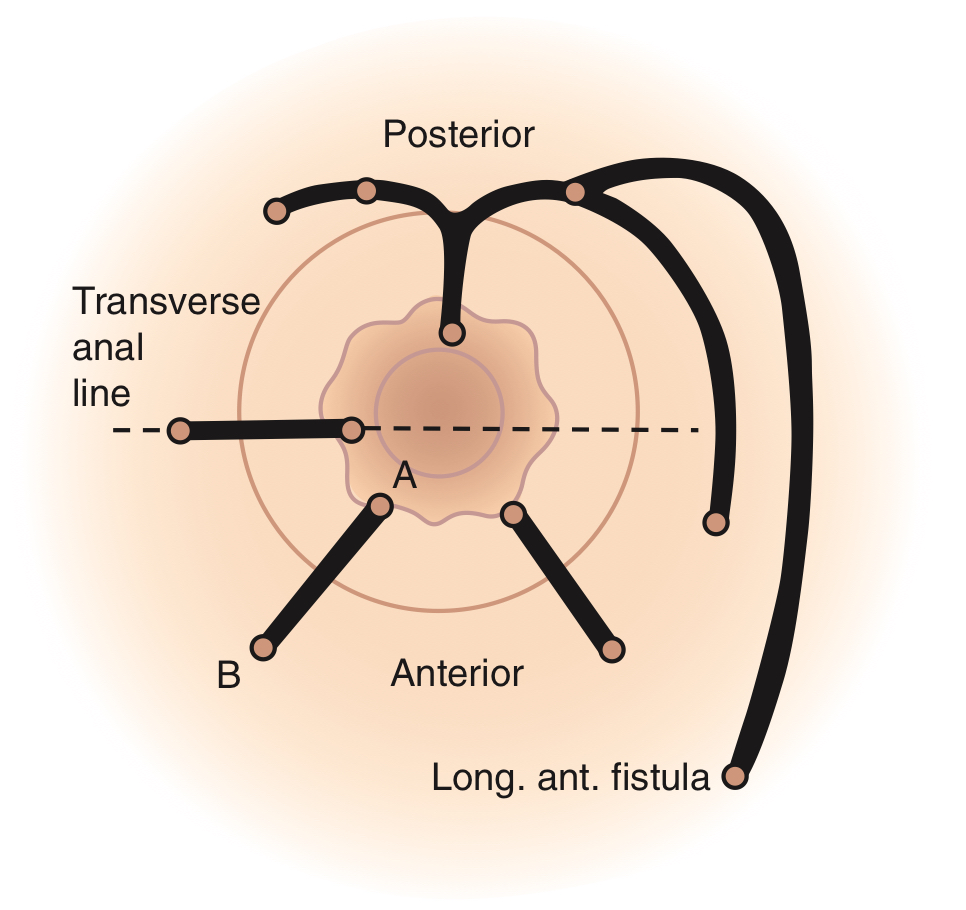 Posterior
Transverse
anal
line
A
B
Anterior
Long. ant. fistula